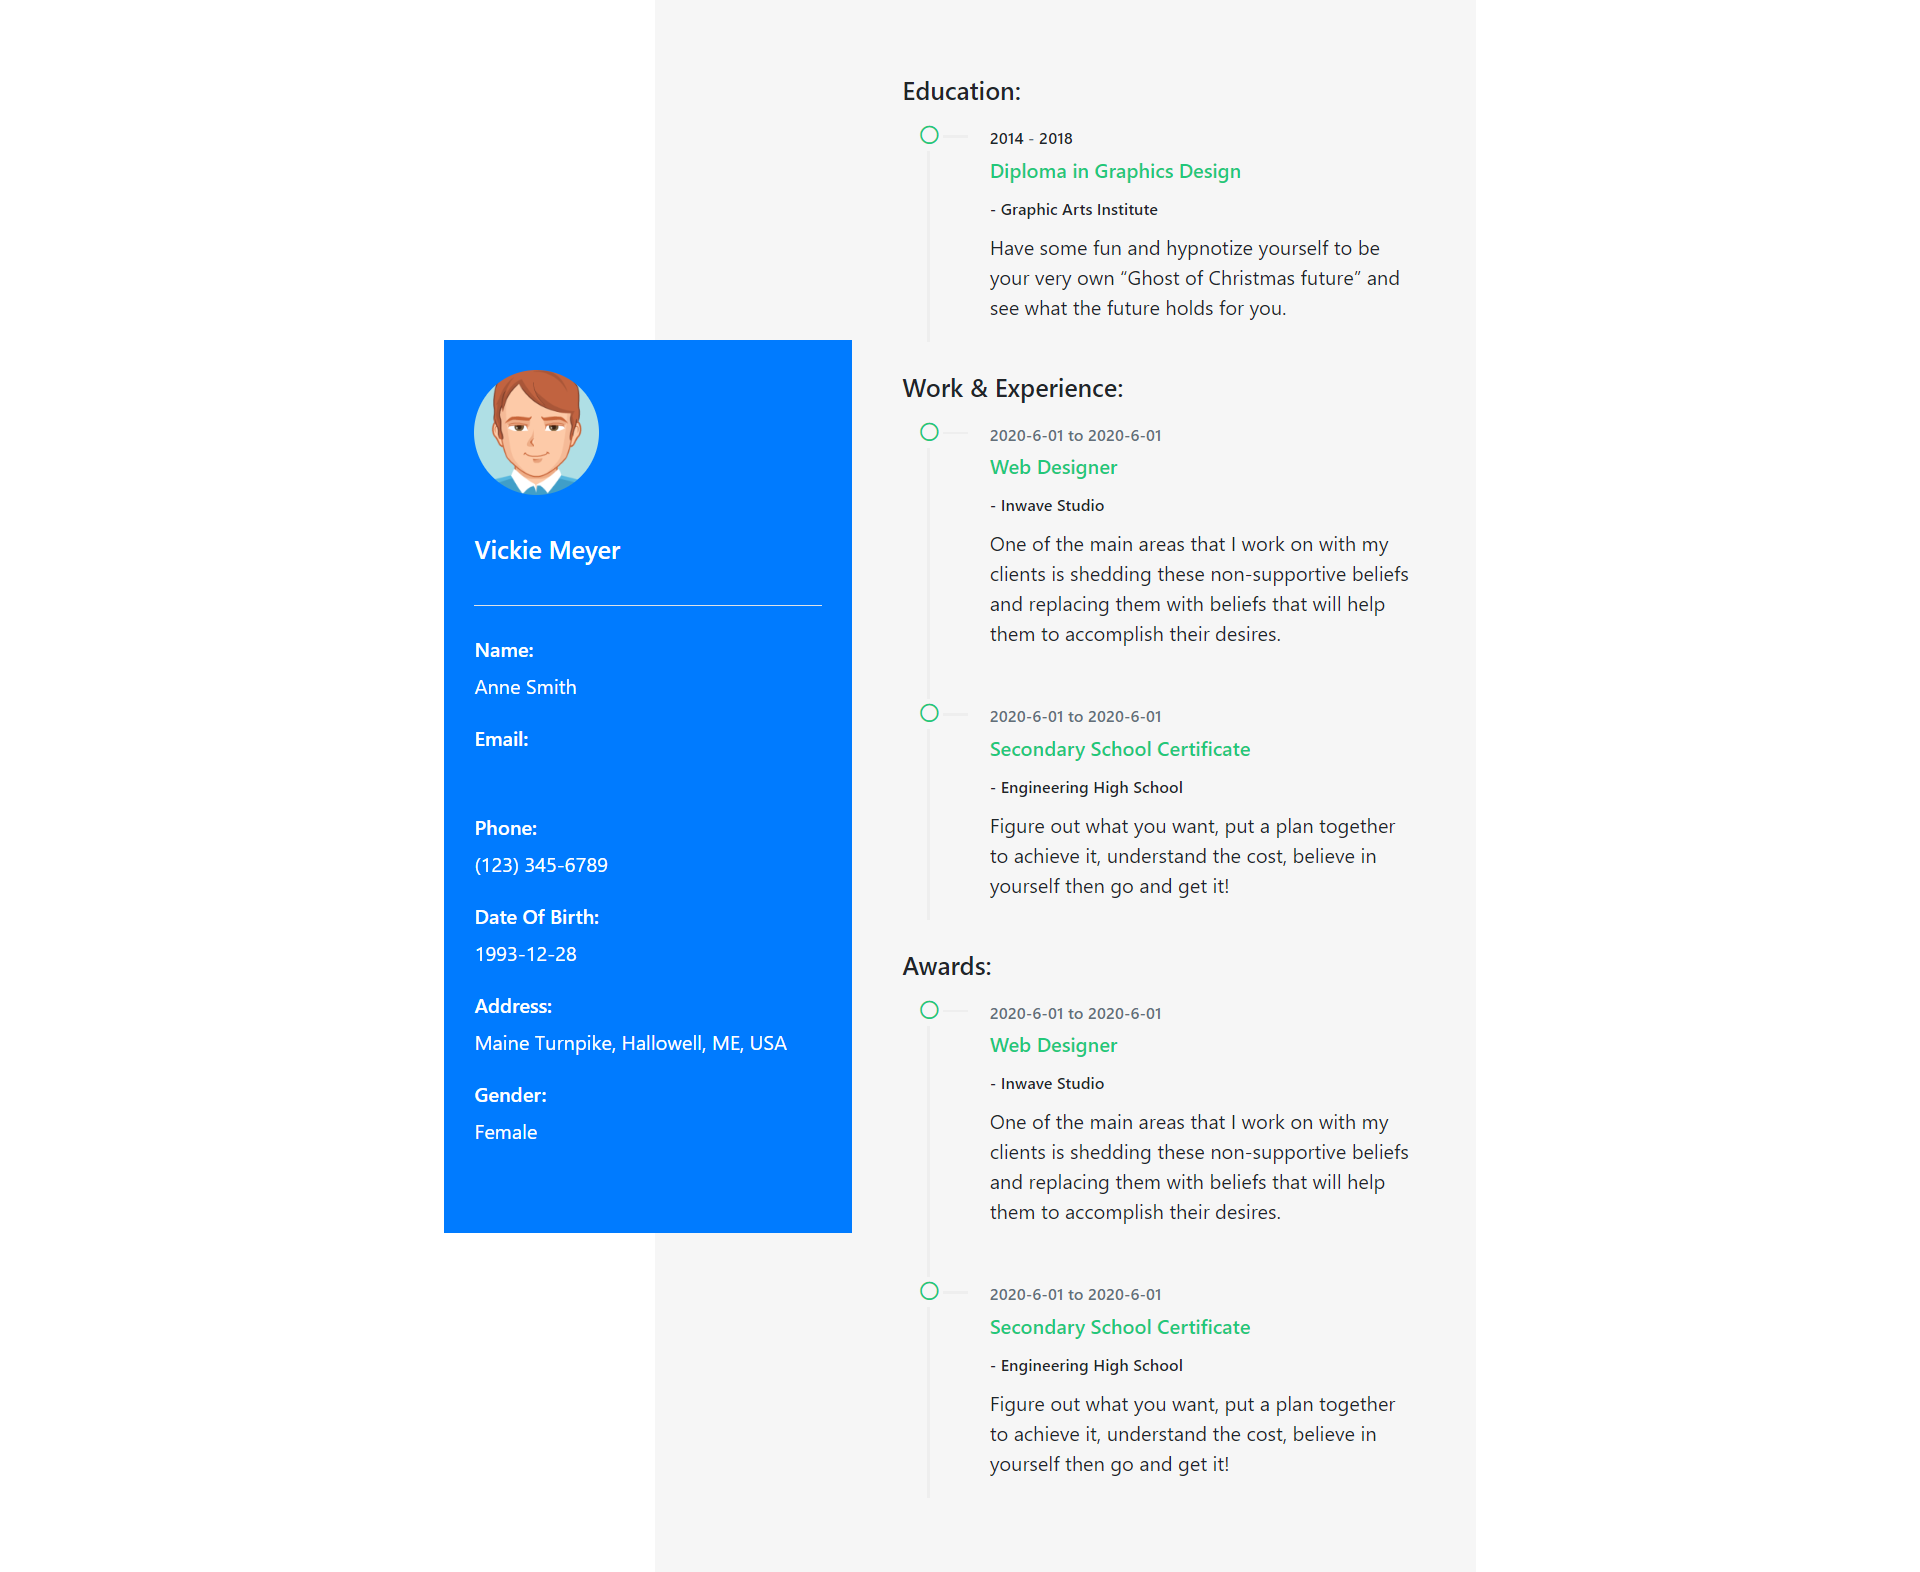 Vickie Meyer
Name:
Anne Smith
Email:
Phone:
(123) 345-6789
Date Of Birth:
1993-12-28
Address:
Maine Turnpike, Hallowell, ME, USA
Gender:
Female
Education:
2014 - 2018
Diploma in Graphics Design
- Graphic Arts Institute
Have some fun and hypnotize yourself to be
your very own “Ghost of Christmas future” and
see what the future holds for you.
Work & Experience:
2020-6-01 to 2020-6-01
Web Designer
- Inwave Studio
One of the main areas that I work on with my
clients is shedding these non-supportive beliefs
and replacing them with beliefs that will help
them to accomplish their desires.
2020-6-01 to 2020-6-01
Secondary School Certificate
- Engineering High School
Figure out what you want, put a plan together
to achieve it, understand the cost, believe in
yourself then go and get it!
Awards:
2020-6-01 to 2020-6-01
Web Designer
- Inwave Studio
One of the main areas that I work on with my
clients is shedding these non-supportive beliefs
and replacing them with beliefs that will help
them to accomplish their desires.
2020-6-01 to 2020-6-01
Secondary School Certificate
- Engineering High School
Figure out what you want, put a plan together
to achieve it, understand the cost, believe in
yourself then go and get it!